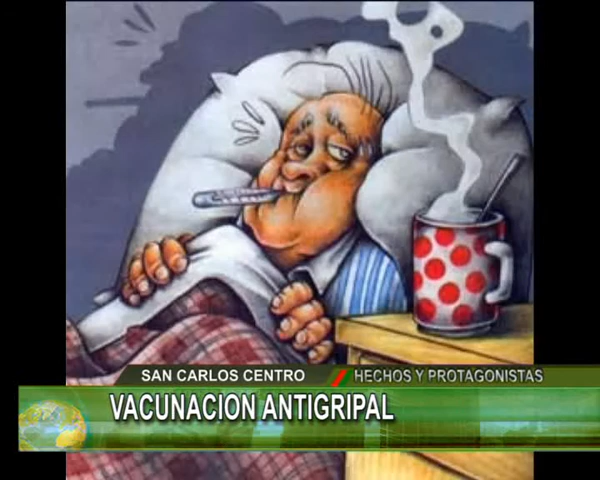 SAN CARLOS CENTRO
HECHOS Y PROTAGONISTAS
VACUNACION ANTIGRIPAL